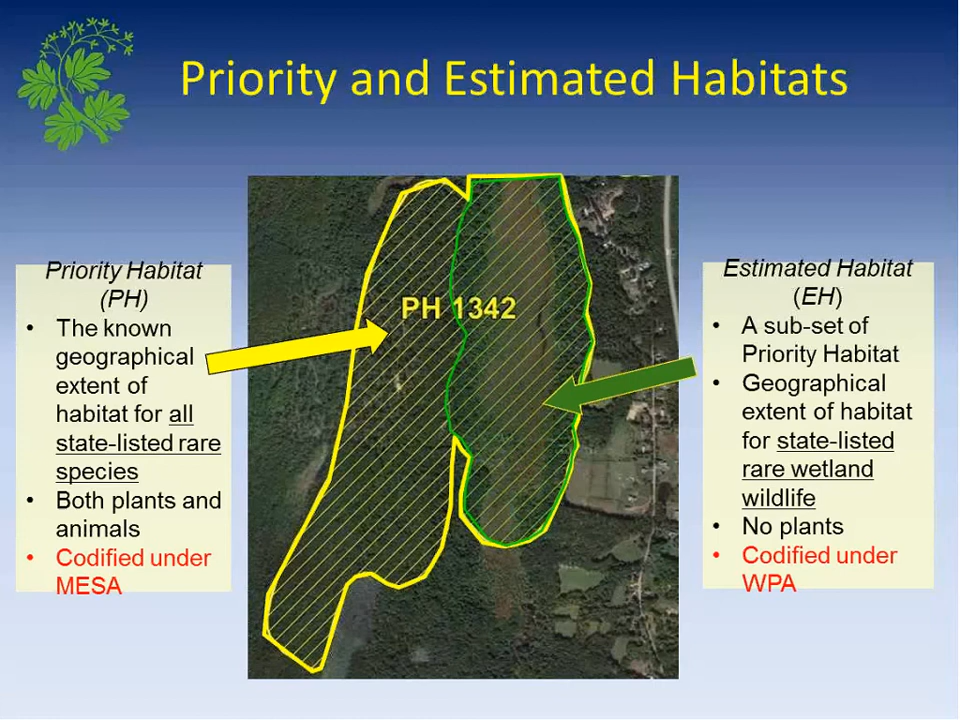 Priority and Estimated Habitats
Priority Habitat
(PH)
• The known
geographical
extent of
habitat for all
state-listed rare
species
• Both plants and
animals
• Codified under
MESA
PH 1342
Estimated Habitat
(EH)
• A sub-set of
Priority Habitat
• Geographical
extent of habitat
for state-listed
rare wetland
wildlife
• No plants
• Codified under
WPA